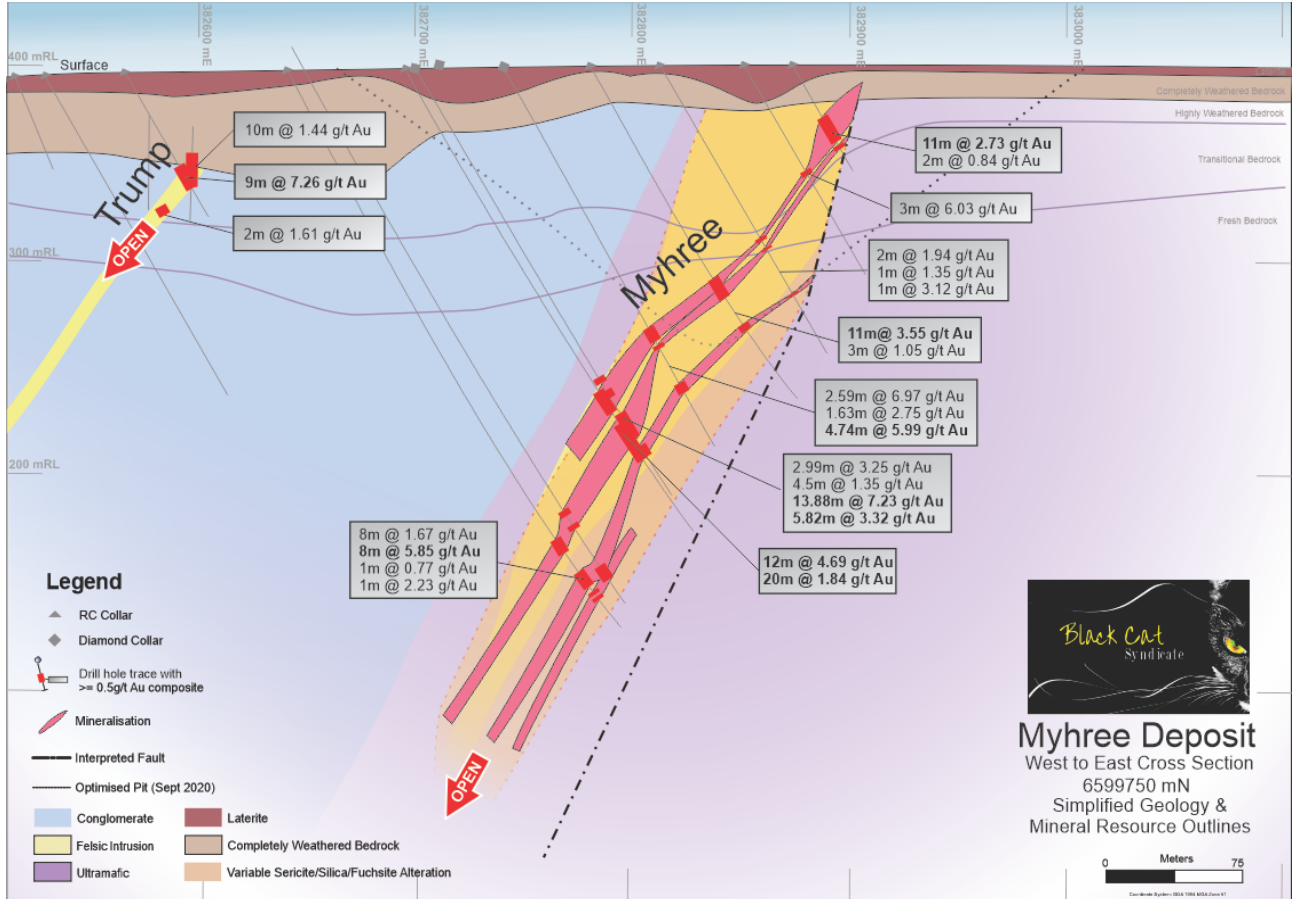 382600 mE
382700 mE
382800 mE
382900 mE
383000 mE
400 mRL
Surface
Completely Weathered Bedrock
Highly Weathered Bedrock
Transitional Bedrock
Fresh Bedrock
300 mRL
200 mRL
Trump
OPEN
10m @ 1.44 g/t Au
9m @ 7.26 g/t Au
2m @ 1.61 g/t Au
Myhree
11m @ 2.73 g/t Au
2m @ 0.84 g/t Au
3m @ 6.03 g/t Au
2m @ 1.94 g/t Au
1m @ 1.35 g/t Au
1m @ 3.12 g/t Au
11m@ 3.55 g/t Au
3m @ 1.05 g/t Au
2.59m @ 6.97 g/t Au
1.63m @ 2.75 g/t Au
4.74m @ 5.99 g/t Au
2.99m @ 3.25 g/t Au
4.5m @ 1.35 g/t Au
13.88m @ 7.23 g/t Au
5.82m @ 3.32 g/t Au
12m @ 4.69 g/t Au
20m @ 1.84 g/t Au
8m @ 1.67 g/t Au
8m @ 5.85 g/t Au
1m @ 0.77 g/t Au
1m @ 2.23 g/t Au
OPEN
Legend
RC Collar
Diamond Collar
Drill hole trace with
>= 0.5g/t Au composite
Mineralisation
Interpreted Fault
Optimised Pit (Sept 2020)
Conglomerate
Laterite
Felsic Intrusion
Completely Weathered Bedrock
Ultramafic
Variable Sericite/Silica/Fuchsite Alteration
Black Cat
Syndicate
Myhree Deposit
West to East Cross Section
6599750 mN
Simplified Geology &
Mineral Resource Outlines
Meters
0 75